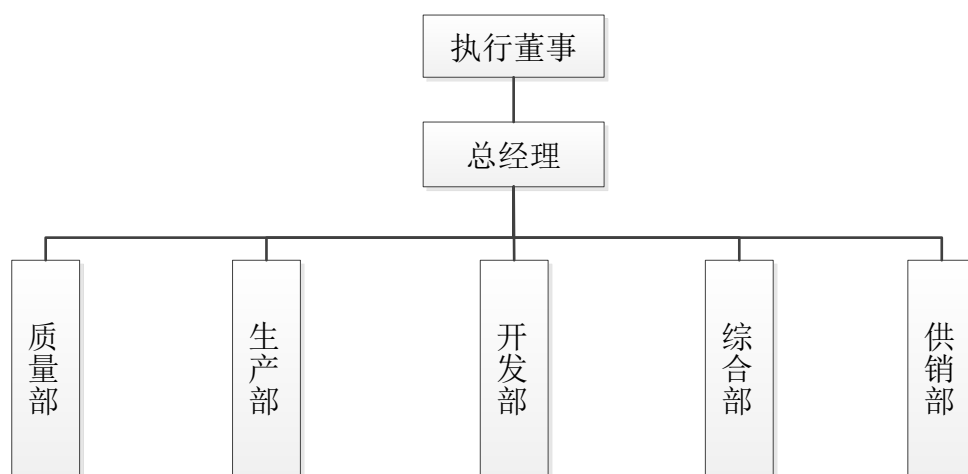 执行董事
总经理
质量部
生产部
开发部
综合部
供销部